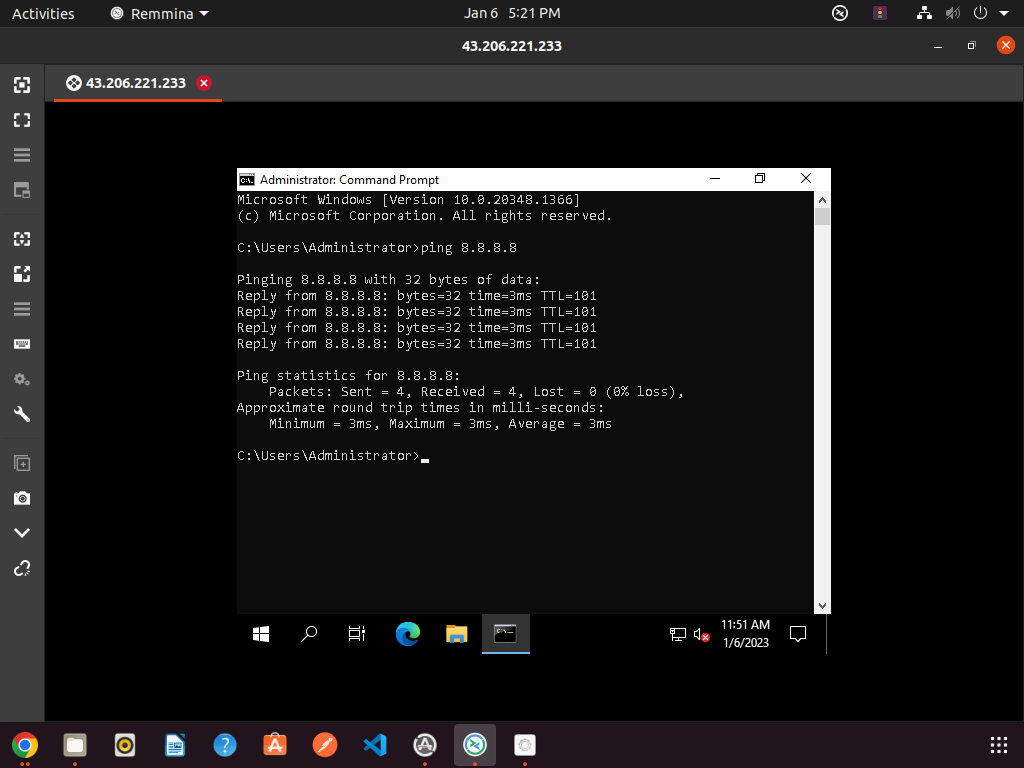 Activities
Remmina
Jan 6 5:21 PM
43.206.221.233
43.206.221.233
Administrator: Command Prompt
Microsoft Windows [Version 10.0.20348.1366]
(c) Microsoft Corporation. All rights reserved.
C:\Users\Administrator>ping 8.8.8.8
Pinging 8.8.8.8 with 32 bytes of data:
Reply from 8.8.8.8: bytes=32 time=3ms TTL=101
Reply from 8.8.8.8: bytes=32 time=3ms TTL=101
Reply from 8.8.8.8: bytes=32 time=3ms TTL=101
Reply from 8.8.8.8: bytes=32 time=3ms TTL=101
Ping statistics for 8.8.8.8:
Packets: Sent = 4, Received = 4, Lost = 0 (0% loss),
Approximate round trip times in milli-seconds:
Minimum = 3ms, Maximum = 3ms, Average = 3ms
C:\Users\Administrator>
11:51 AM
1/6/2023